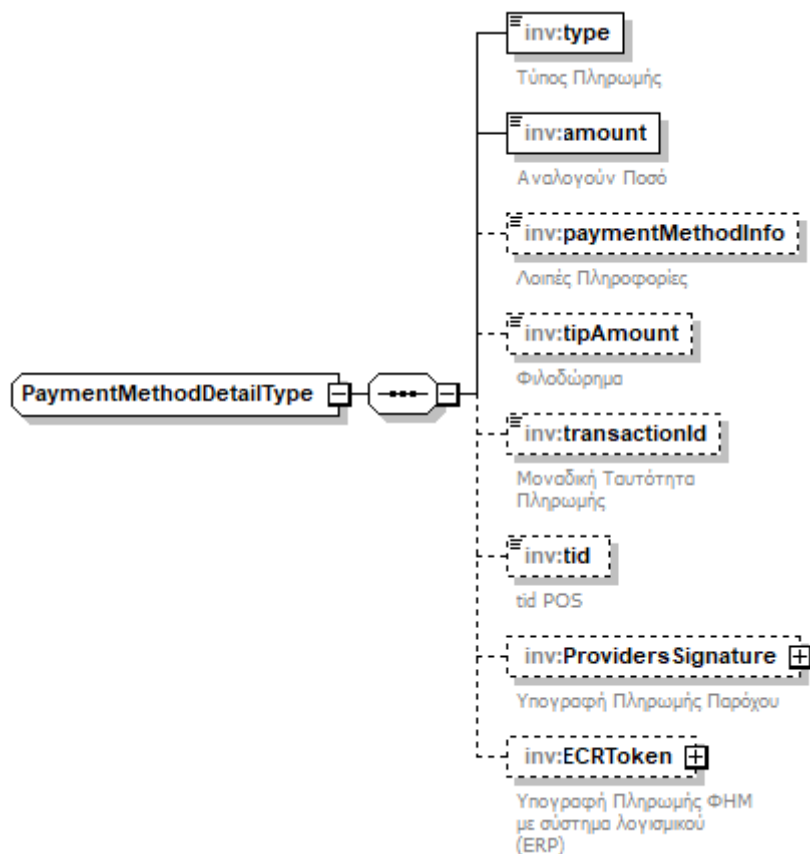 inv:type
Τύπος Πληρωμής
inv:amount
Αναλογούν Ποσό
inv:paymentMethodInfo
Λοιπές Πληροφορίες
inv:tipAmount
Φιλοδώρημα
PaymentMethodDetailType
inv:transactionId
Μοναδική Ταυτότητα
Πληρωμής
inv:tid
tid POS
inv:ProvidersSignature
Υπογραφή Πληρωμής Παρόχου
inv:ECRToken
Υπογραφή Πληρωμής ΦΗΜ
με σύστημα λογισμικού
(ERP)